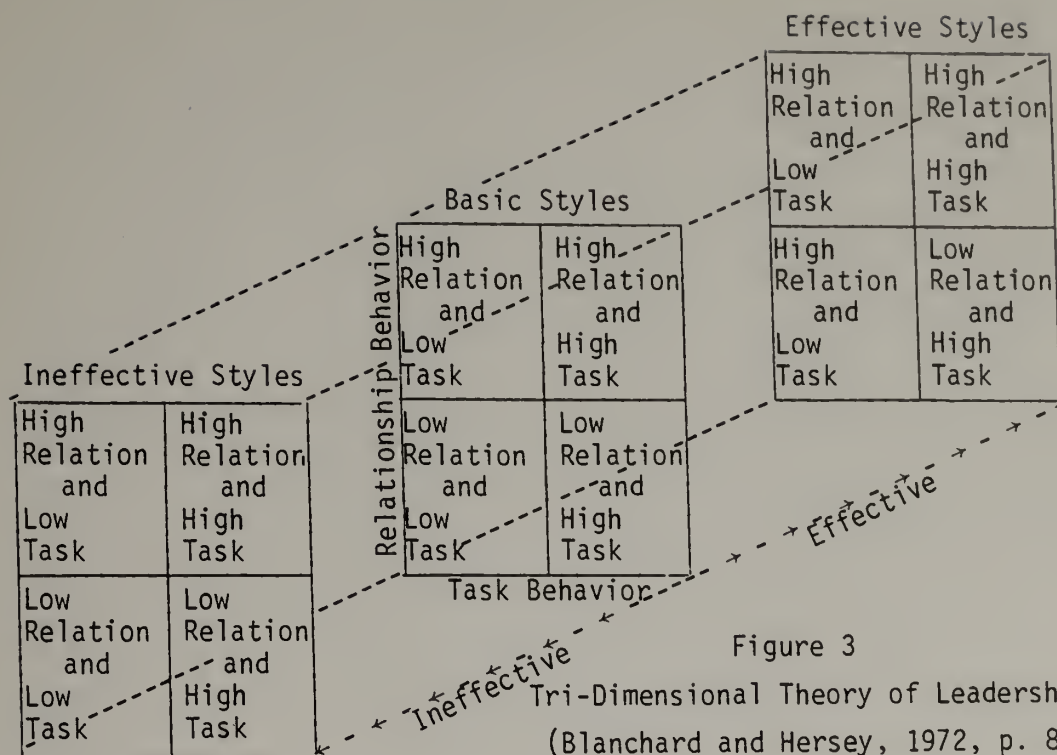 Effective Styles
High
Relation
and
Low
Task
High
Relation
and
High
Task
High
Relation
and
Low
Task
Low
Relation
and
High
Task
Basic Styles
Relationship Behavior
High
Relation
and
Low
Task
High
Relation
and
High
Task
Low
Relation
and
Low
Task
Low
Relation
and
High
Task
Task Behavior
Ineffective Styles
High
Relation
and
Low
Task
High
Relation
and
High
Task
Low
Relation
and
Low
Task
Low
Relation
and
High
Task
Effective
Ineffective
Figure 3
Tri-Dimensional Theory of
(Blanchard and Hersey, 1972, p.